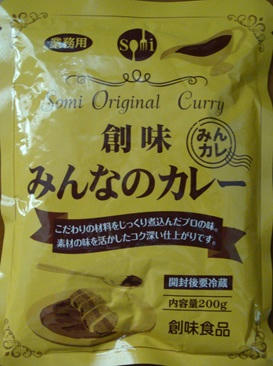 業務用
Somi
Somi Original Curry
創味
みんカレ
みんなのカレー
こだわりの材料をじっくり煮込んだプロの味。
素材の味を活かしたコク深い仕上がりです。
開封後要冷蔵
内容量200g
創味食品